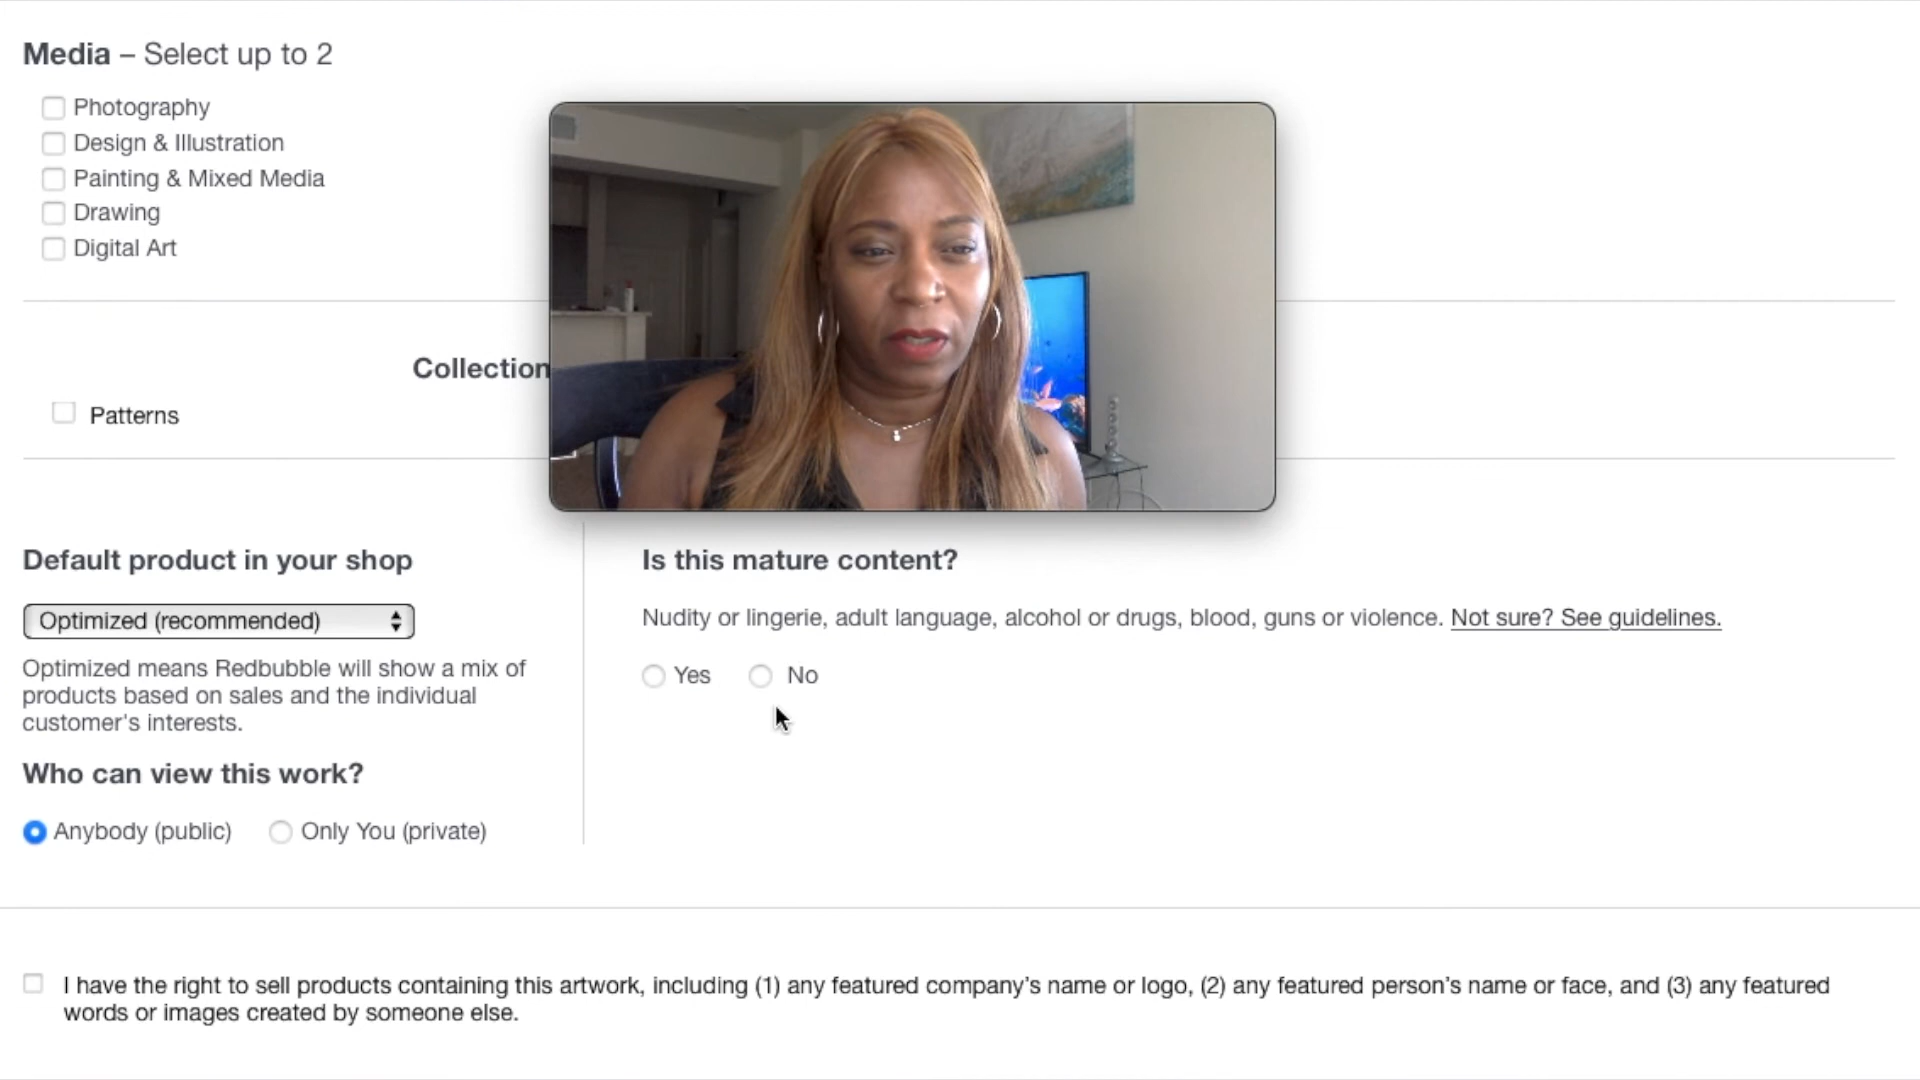 Media – Select up to 2
Photography
Design & Illustration
Painting & Mixed Media
Drawing
Digital Art
Collection
Patterns
Default product in your shop
Optimized (recommended)
Optimized means Redbubble will show a mix of
products based on sales and the individual
customer's interests.
Who can view this work?
Anybody (public) Only You (private)
Is this mature content?
Nudity or lingerie, adult language, alcohol or drugs, blood, guns or violence. Not sure? See guidelines.
Yes No
I have the right to sell products containing this artwork, including (1) any featured company’s name or logo, (2) any featured person’s name or face, and (3) any featured
words or images created by someone else.